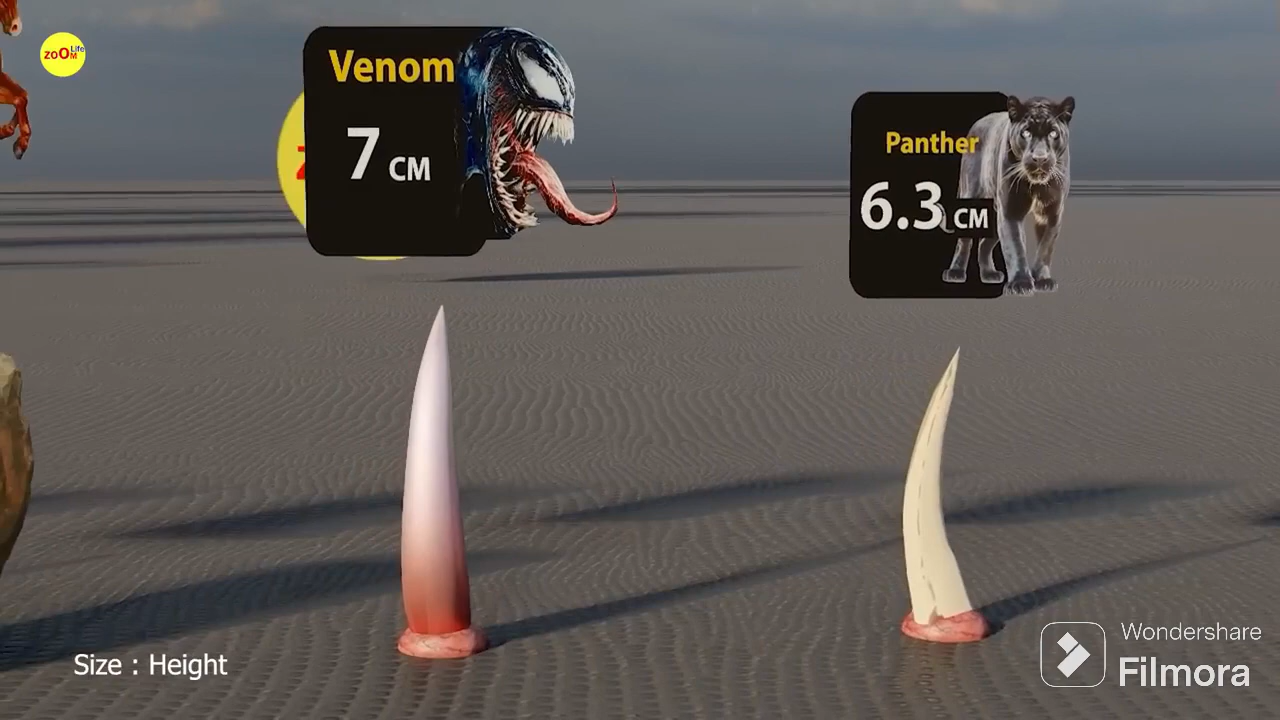 zoOM Life
Venom
7 CM
Panther
6.3 CM
Size : Height
Wondershare
Filmora